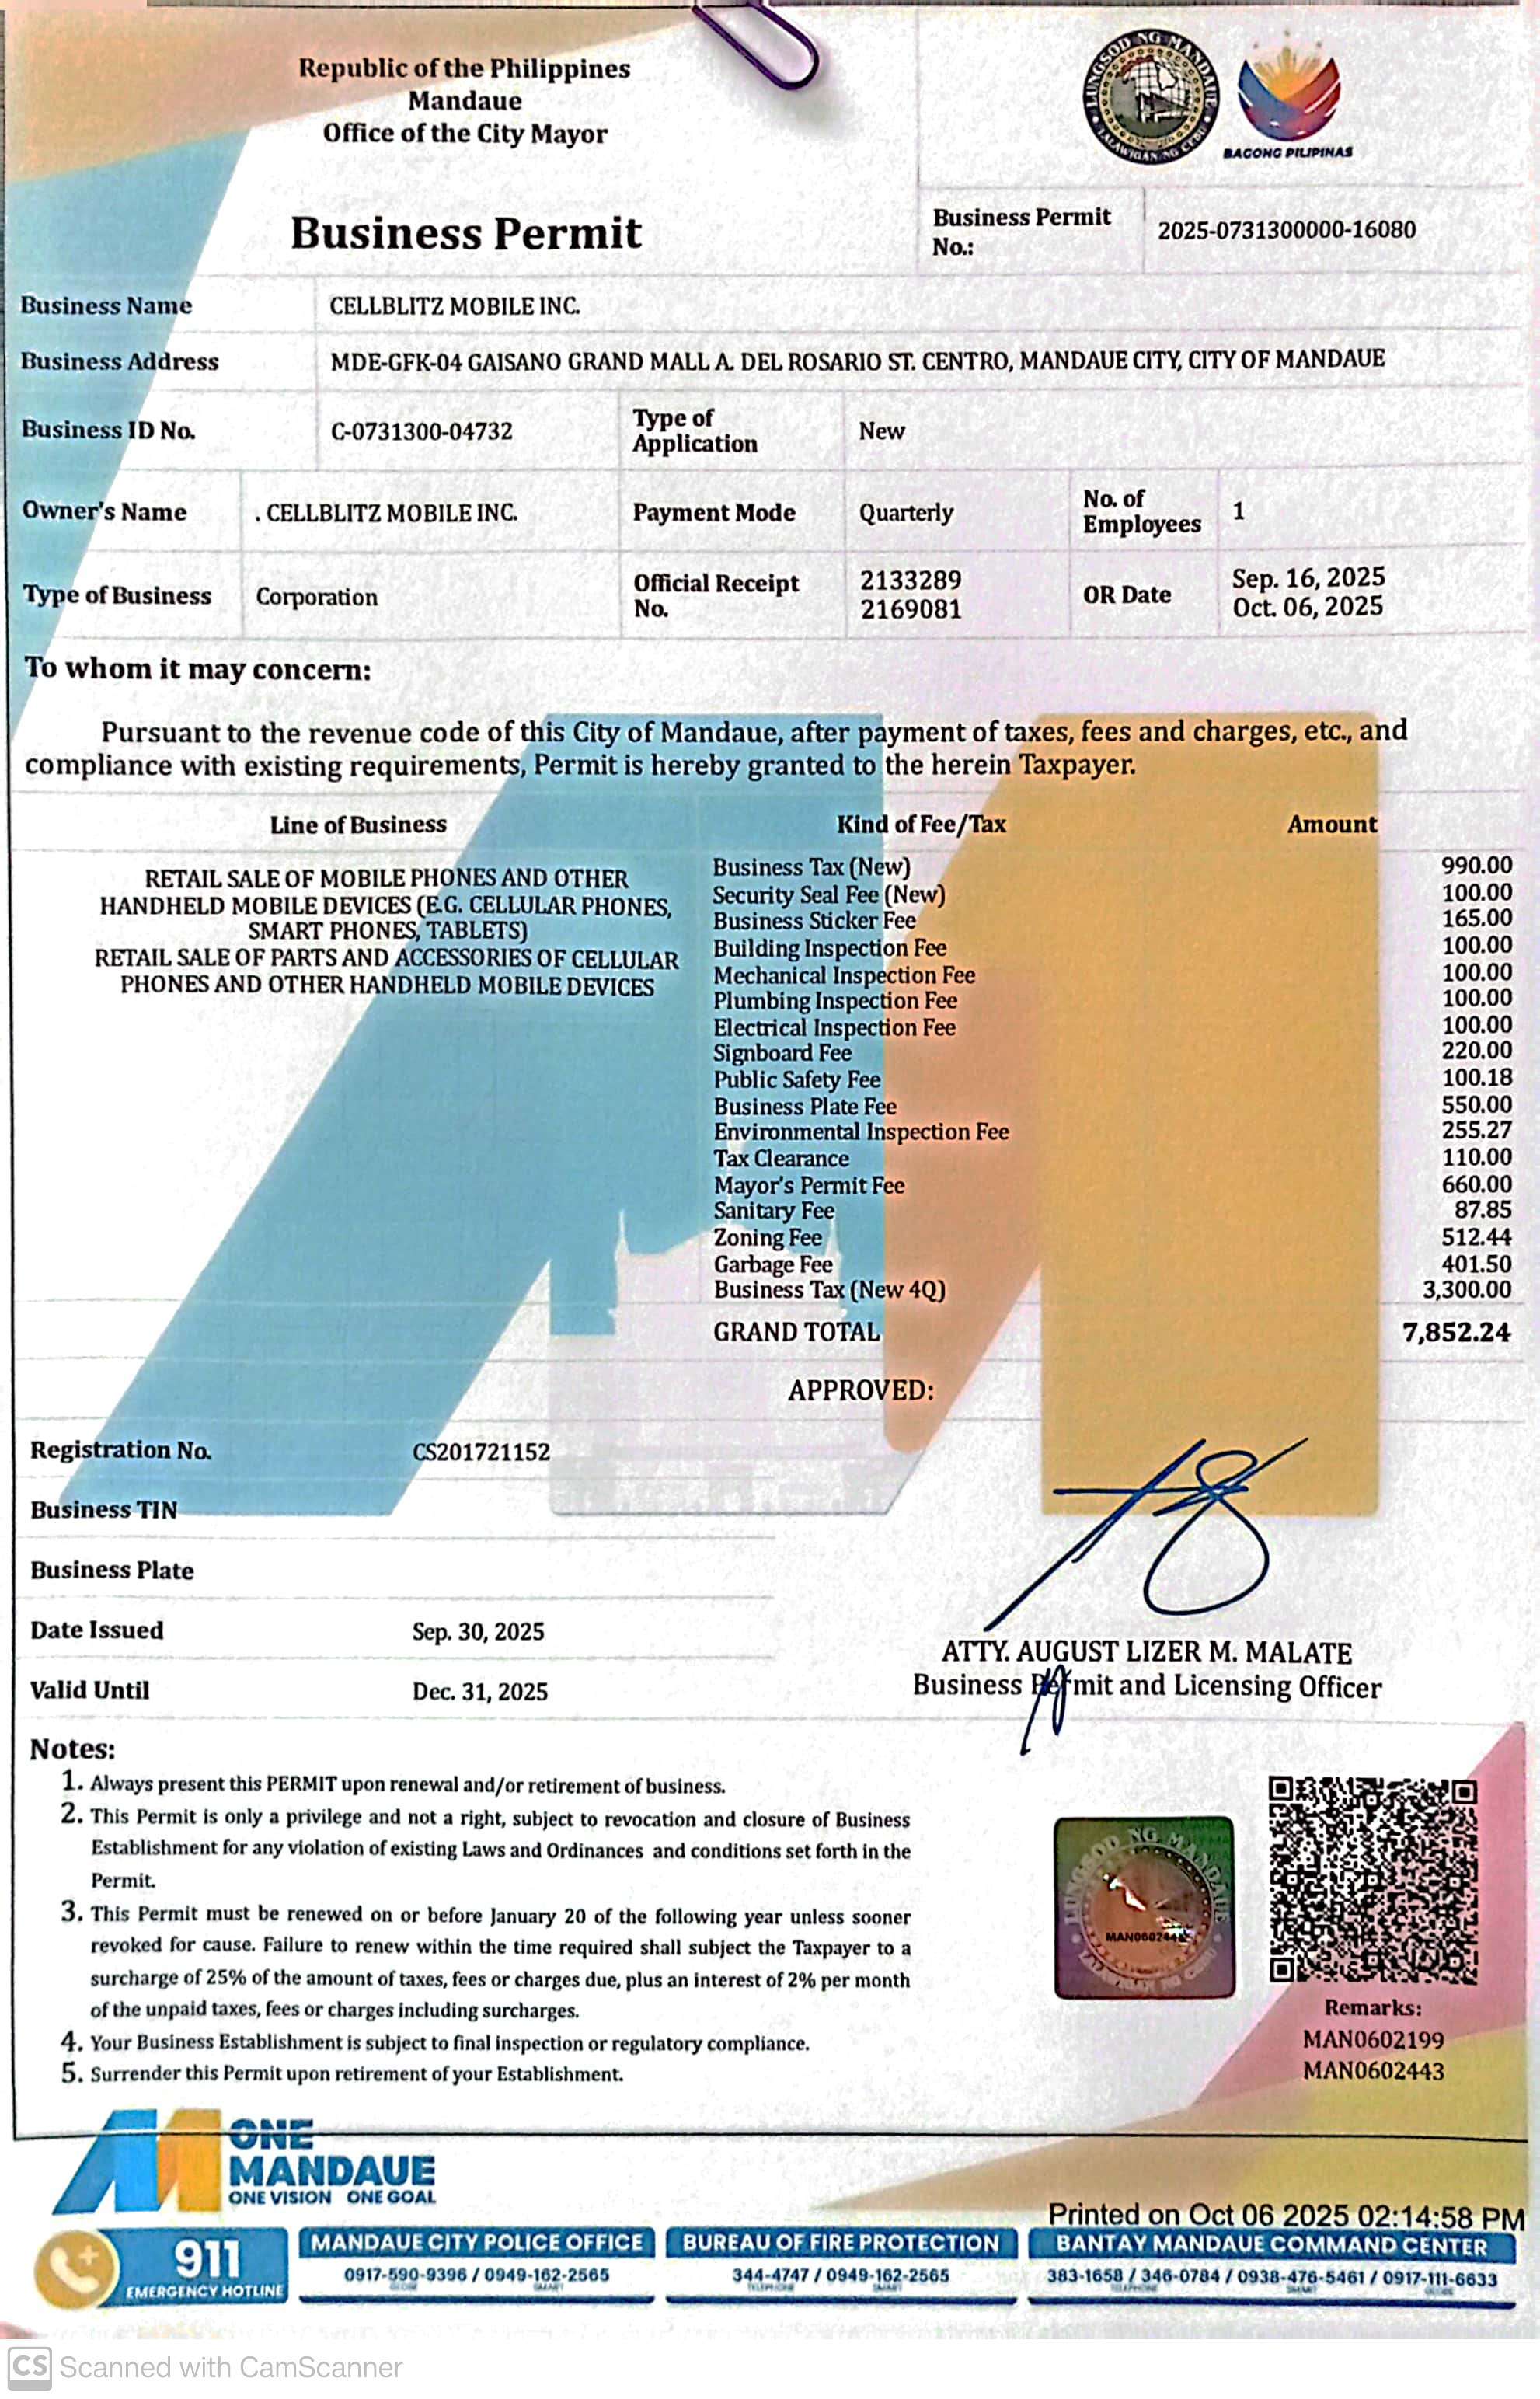 Republic of the Philippines
Mandaue
Office of the City Mayor
LUNGSOD NG MANDAUE
LALAWIGAN NG CEBU
BAGONG PILIPINAS
Business Permit
Business Permit No.: 2025-0731300000-16080
Business Name CELLBLITZ MOBILE INC.
Business Address MDE-GFK-04 GAISANO GRAND MALL A. DEL ROSARIO ST. CENTRO, MANDAUE CITY, CITY OF MANDAUE
Business ID No. C-0731300-04732 Type of Application New
Owner's Name . CELLBLITZ MOBILE INC. Payment Mode Quarterly No. of Employees 1
Type of Business Corporation Official Receipt No. 2133289 2169081 OR Date Sep. 16, 2025 Oct. 06, 2025
To whom it may concern:
Pursuant to the revenue code of this City of Mandaue, after payment of taxes, fees and charges, etc., and
compliance with existing requirements, Permit is hereby granted to the herein Taxpayer.
Line of Business Kind of Fee/Tax Amount
RETAIL SALE OF MOBILE PHONES AND OTHER
HANDHELD MOBILE DEVICES (E.G. CELLULAR PHONES,
SMART PHONES, TABLETS)
RETAIL SALE OF PARTS AND ACCESSORIES OF CELLULAR
PHONES AND OTHER HANDHELD MOBILE DEVICES
Business Tax (New) 990.00
Security Seal Fee (New) 100.00
Business Sticker Fee 165.00
Building Inspection Fee 100.00
Mechanical Inspection Fee 100.00
Plumbing Inspection Fee 100.00
Electrical Inspection Fee 100.00
Signboard Fee 220.00
Public Safety Fee 100.18
Business Plate Fee 550.00
Environmental Inspection Fee 255.27
Tax Clearance 110.00
Mayor's Permit Fee 660.00
Sanitary Fee 87.85
Zoning Fee 512.44
Garbage Fee 401.50
Business Tax (New 4Q) 3,300.00
GRAND TOTAL 7,852.24
APPROVED:
Registration No. CS201721152
Business TIN
Business Plate
Date Issued Sep. 30, 2025
Valid Until Dec. 31, 2025
ATTY. AUGUST LIZER M. MALATE
Business Permit and Licensing Officer
Notes:
1. Always present this PERMIT upon renewal and/or retirement of business.
2. This Permit is only a privilege and not a right, subject to revocation and closure of Business
Establishment for any violation of existing Laws and Ordinances and conditions set forth in the
Permit.
3. This Permit must be renewed on or before January 20 of the following year unless sooner
revoked for cause. Failure to renew within the time required shall subject the Taxpayer to a
surcharge of 25% of the amount of taxes, fees or charges due, plus an interest of 2% per month
of the unpaid taxes, fees or charges including surcharges.
4. Your Business Establishment is subject to final inspection or regulatory compliance.
5. Surrender this Permit upon retirement of your Establishment.
LUNGSOD NG MANDAUE
Remarks:
MAN0602199
MAN0602443
ONE
MANDAUE
ONE VISION ONE GOAL
Printed on Oct 06 2025 02:14:58 PM
911
EMERGENCY HOTLINE
MANDAUE CITY POLICE OFFICE
0917-590-9396 / 0949-162-2565
GLOBE SMART
BUREAU OF FIRE PROTECTION
344-4747 / 0949-162-2565
TELEPHONE SMART
BANTAY MANDAUE COMMAND CENTER
383-1658 / 346-0784 / 0938-476-5461 / 0917-111-6633
TELEPHONE SMART GLOBE
CS Scanned with CamScanner